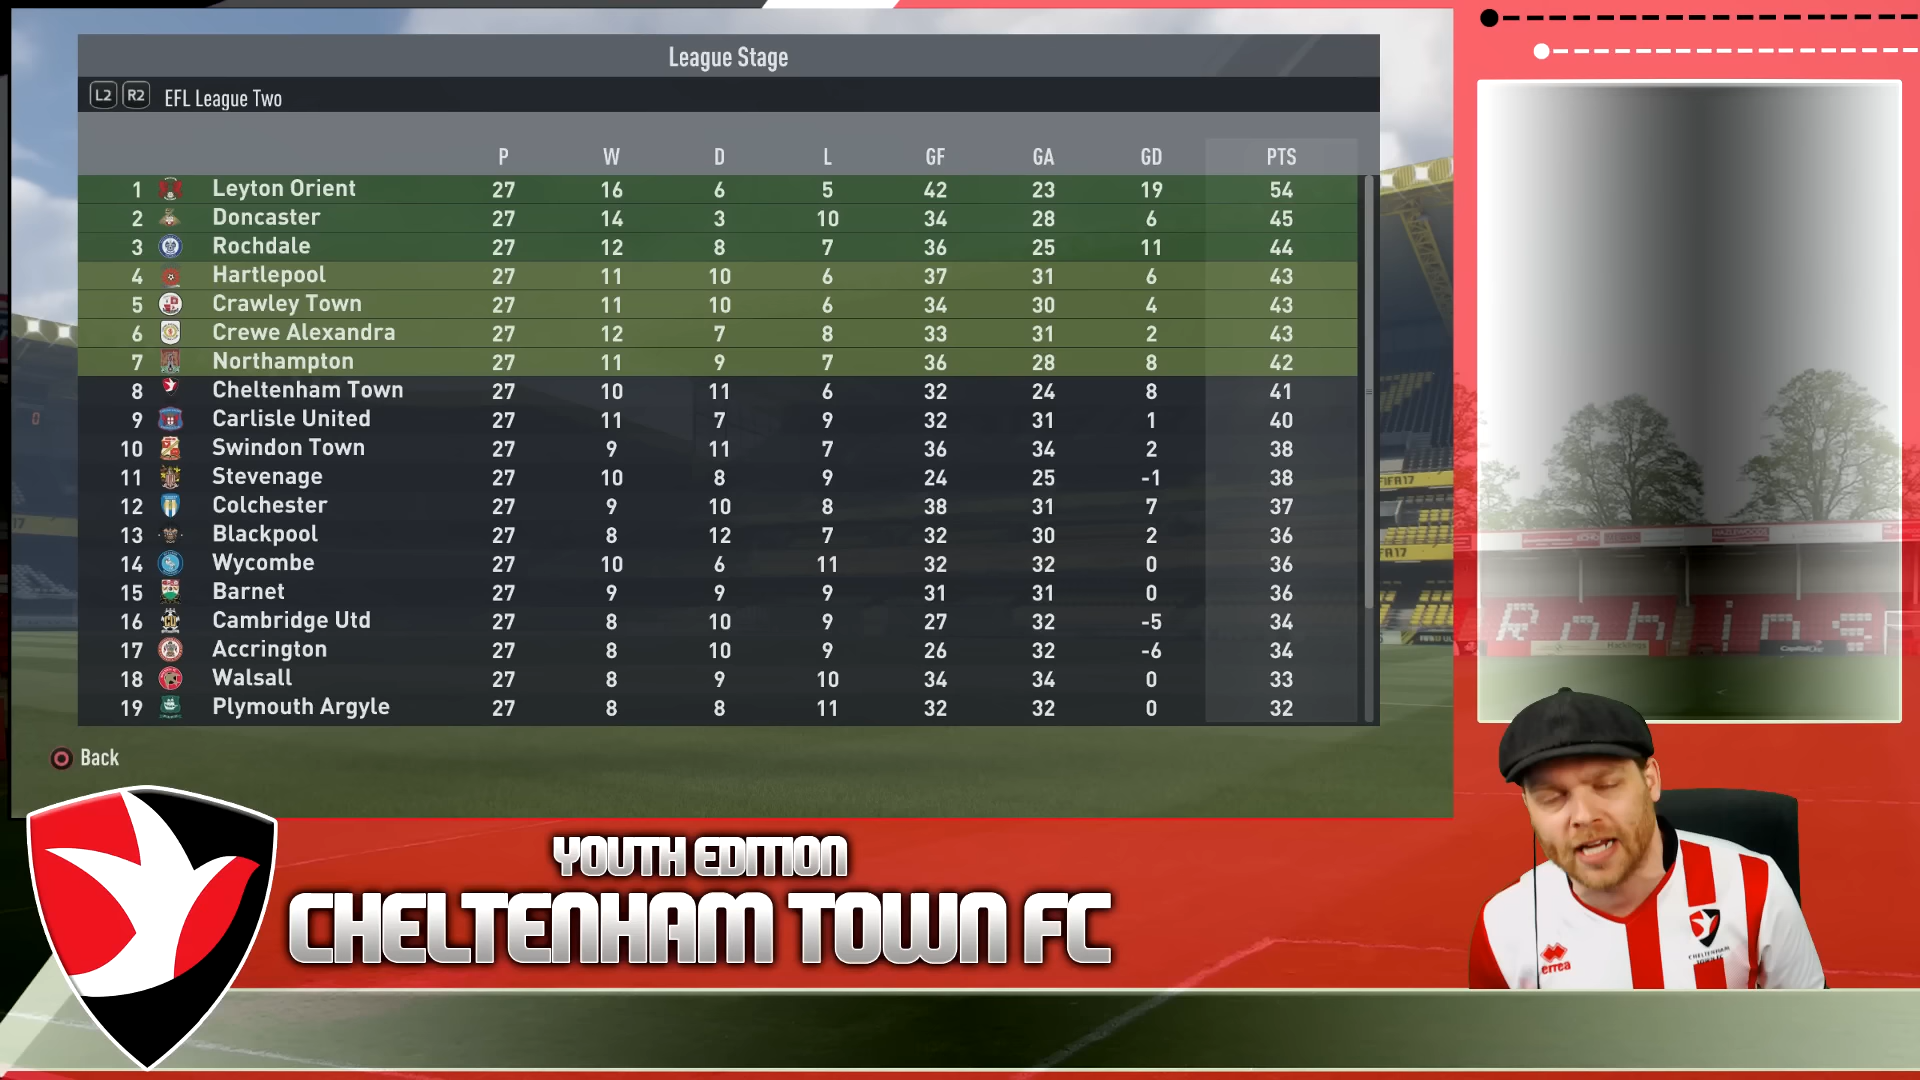 League Stage
L2 R2 EFL League Two
P W D L GF GA GD PTS
1 Leyton Orient 27 16 6 5 42 23 19 54
2 Doncaster 27 14 3 10 34 28 6 45
3 Rochdale 27 12 8 7 36 25 11 44
4 Hartlepool 27 11 10 6 37 31 6 43
5 Crawley Town 27 11 10 6 34 30 4 43
6 Crewe Alexandra 27 12 7 8 33 31 2 43
7 Northampton 27 11 9 7 36 28 8 42
8 Cheltenham Town 27 10 11 6 32 24 8 41
9 Carlisle United 27 11 7 9 32 31 1 40
10 Swindon Town 27 9 11 7 36 34 2 38
11 Stevenage 27 10 8 9 24 25 -1 38
12 Colchester 27 9 10 8 38 31 7 37
13 Blackpool 27 8 12 7 32 30 2 36
14 Wycombe 27 10 6 11 32 32 0 36
15 Barnet 27 9 9 9 31 31 0 36
16 Cambridge Utd 27 8 10 9 27 32 -5 34
17 Accrington 27 8 10 9 26 32 -6 34
18 Walsall 27 8 9 10 34 34 0 33
19 Plymouth Argyle 27 8 8 11 32 32 0 32
Back
FIFA 17
Robins
YOUTH EDITION
CHELTENHAM TOWN FC
errea
CHELTENHAM
TOWN FC